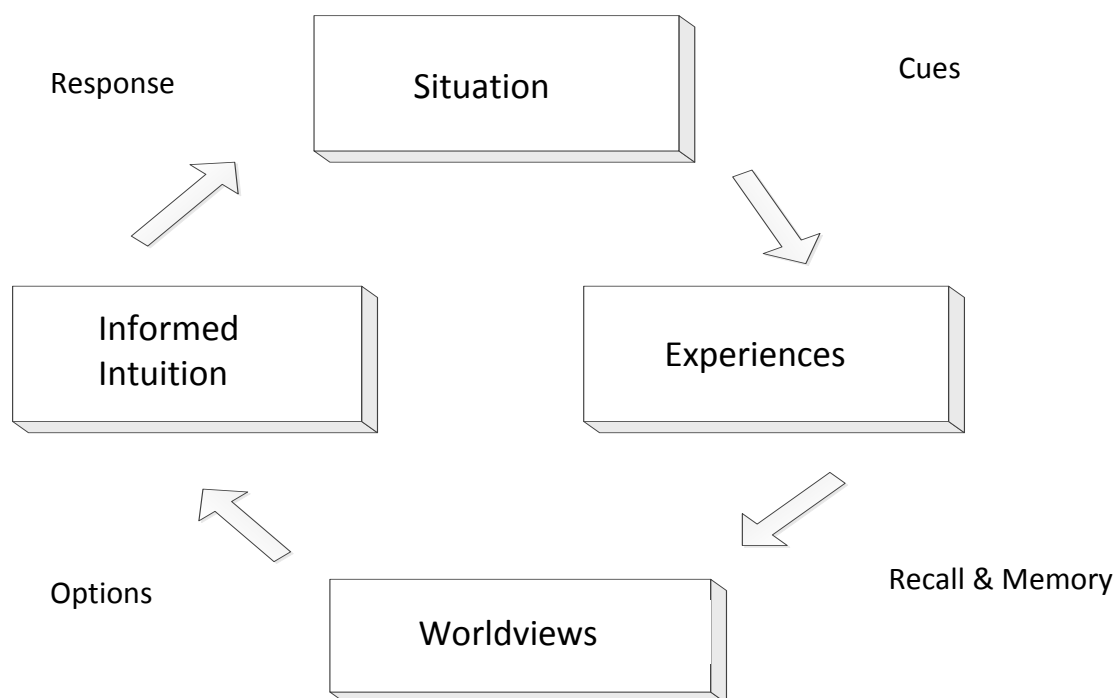 Response
Situation
Cues
Informed
Intuition
Experiences
Options
Worldviews
Recall & Memory